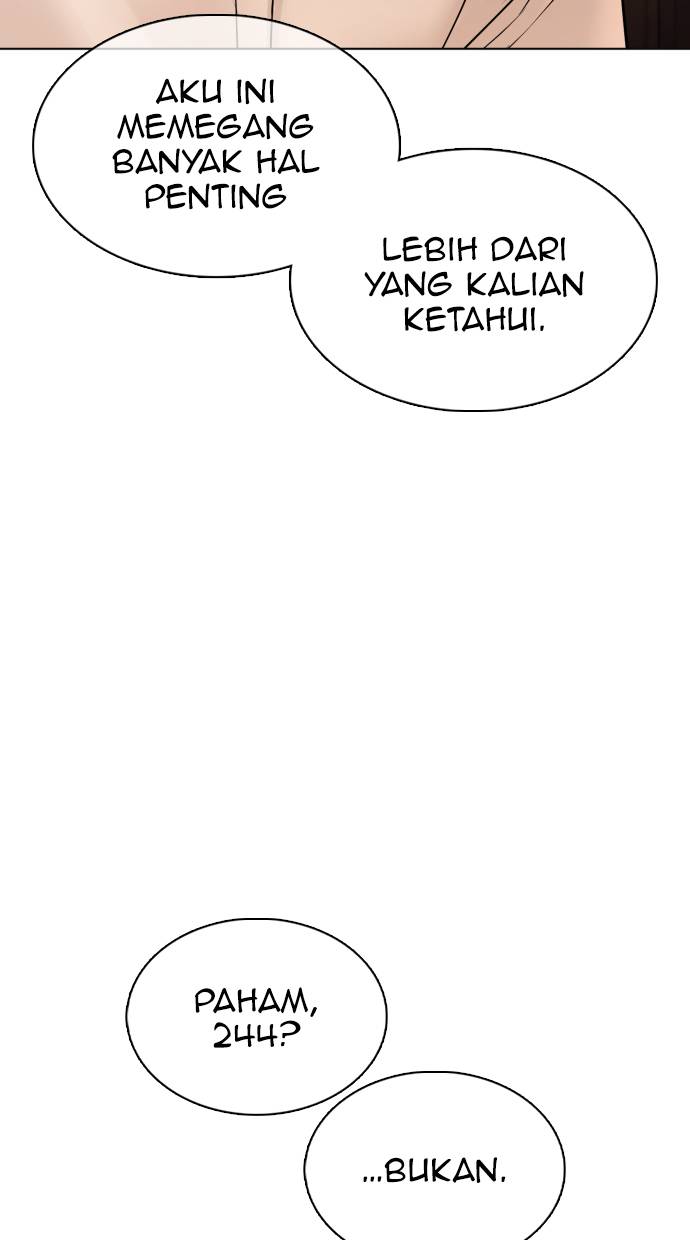 AKU INI
MEMEGANG
BANYAK HAL
PENTING
LEBIH DARI
YANG KALIAN
KETAHUI.
PAHAM,
244?
...BUKAN.